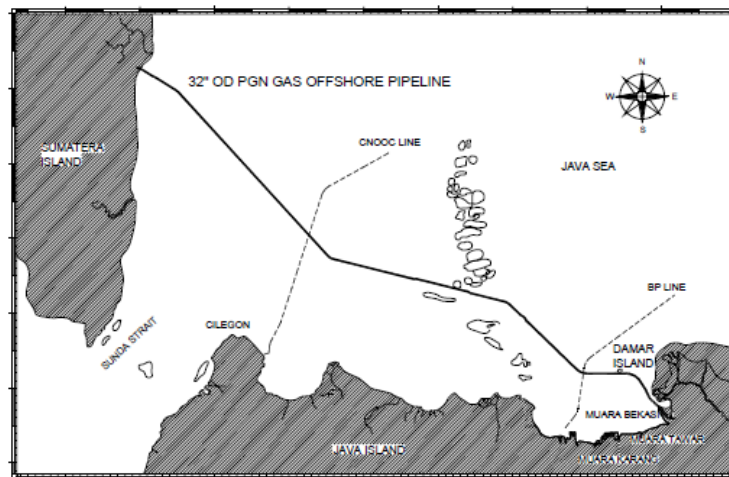 32" OD PGN GAS OFFSHORE PIPELINE
N
W
E
S
SUMATERA
ISLAND
CNOOC LINE
JAVA SEA
BP LINE
SUNDA STRAIT
CILEGON
DAMAR
ISLAND
MUARA BEKASI
MUARA TAWAR
JAVA ISLAND
MUARA KARANG